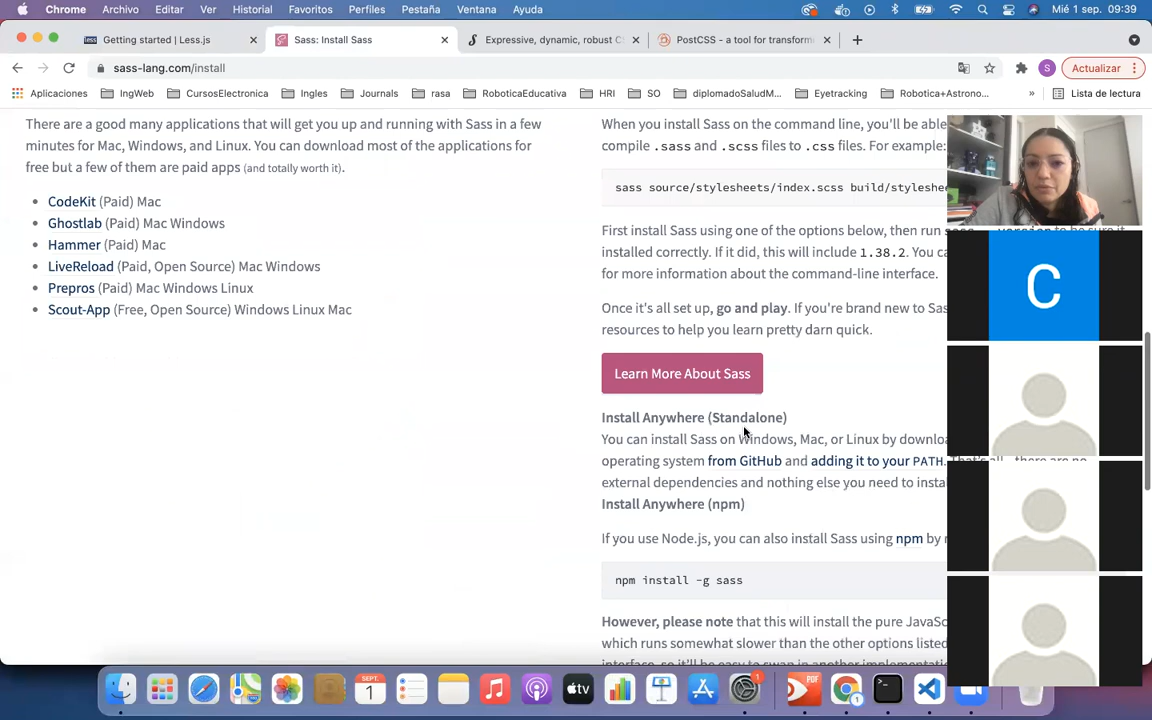 Chrome Archivo Editar Ver Historial Favoritos Perfiles Pestaña Ventana Ayuda Mié 1 sep. 09:39
Getting started | Less.js
Sass: Install Sass
Expressive, dynamic, robust C
PostCSS - a tool for transform
sass-lang.com/install
S
Actualizar
Aplicaciones IngWeb CursosElectronica Ingles Journals rasa RoboticaEducativa HRI SO diplomadoSaludM... Eyetracking Robotica+Astrono... » Lista de lectura
There are a good many applications that will get you up and running with Sass in a few
minutes for Mac, Windows, and Linux. You can download most of the applications for
free but a few of them are paid apps (and totally worth it).
CodeKit (Paid) Mac
Ghostlab (Paid) Mac Windows
Hammer (Paid) Mac
LiveReload (Paid, Open Source) Mac Windows
Prepros (Paid) Mac Windows Linux
Scout-App (Free, Open Source) Windows Linux Mac
When you install Sass on the command line, you'll be able
compile .sass and .scss files to .css files. For example:
sass source/stylesheets/index.scss build/styleshe
First install Sass using one of the options below, then run
installed correctly. If it did, this will include 1.38.2. You ca
for more information about the command-line interface.
Once it's all set up, go and play. If you're brand new to Sas
resources to help you learn pretty darn quick.
Learn More About Sass
Install Anywhere (Standalone)
You can install Sass on Windows, Mac, or Linux by downloa
operating system from GitHub and adding it to your PATH.
external dependencies and nothing else you need to instal
Install Anywhere (npm)
If you use Node.js, you can also install Sass using npm by r
npm install -g sass
However, please note that this will install the pure JavaSc
which runs somewhat slower than the other options listed
C
SEPT.
1
1
PDF
1